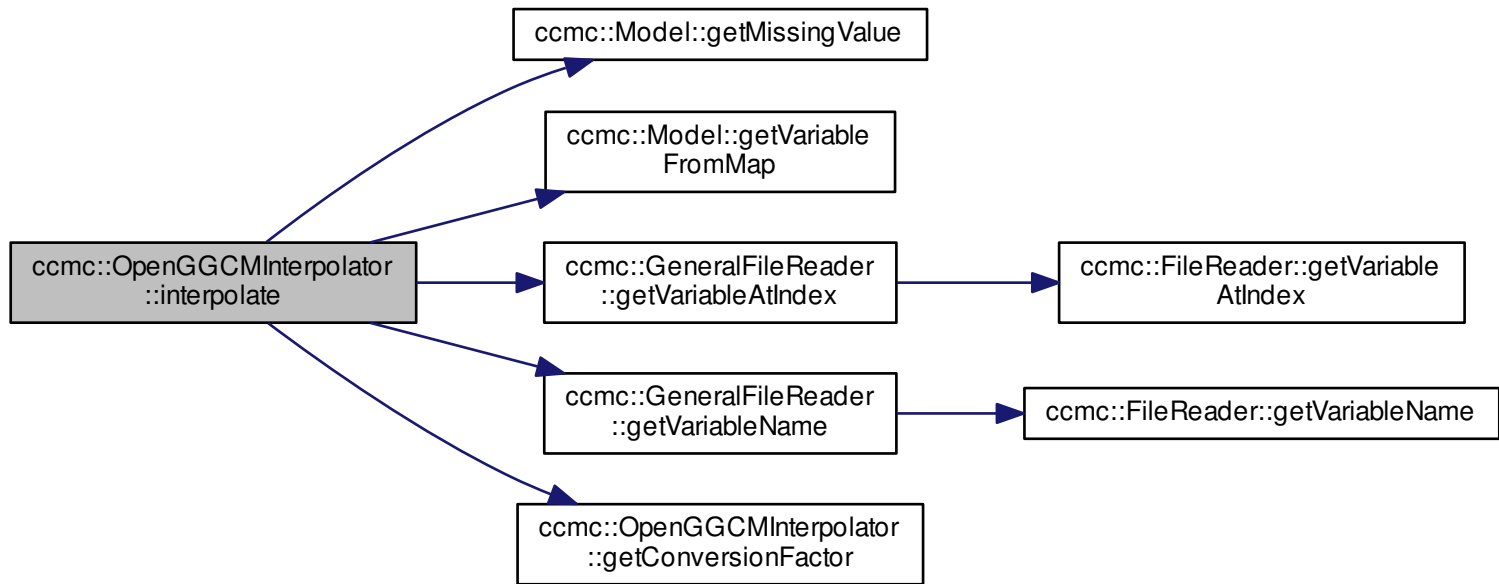 ccmc::Model::getMissingValue
ccmc::Model::getVariable
FromMap
ccmc::OpenGGCMInterpolator
::interpolate
ccmc::GeneralFileReader
::getVariableAtIndex
ccmc::FileReader::getVariable
AtIndex
ccmc::GeneralFileReader
::getVariableName
ccmc::FileReader::getVariableName
ccmc::OpenGGCMInterpolator
::getConversionFactor